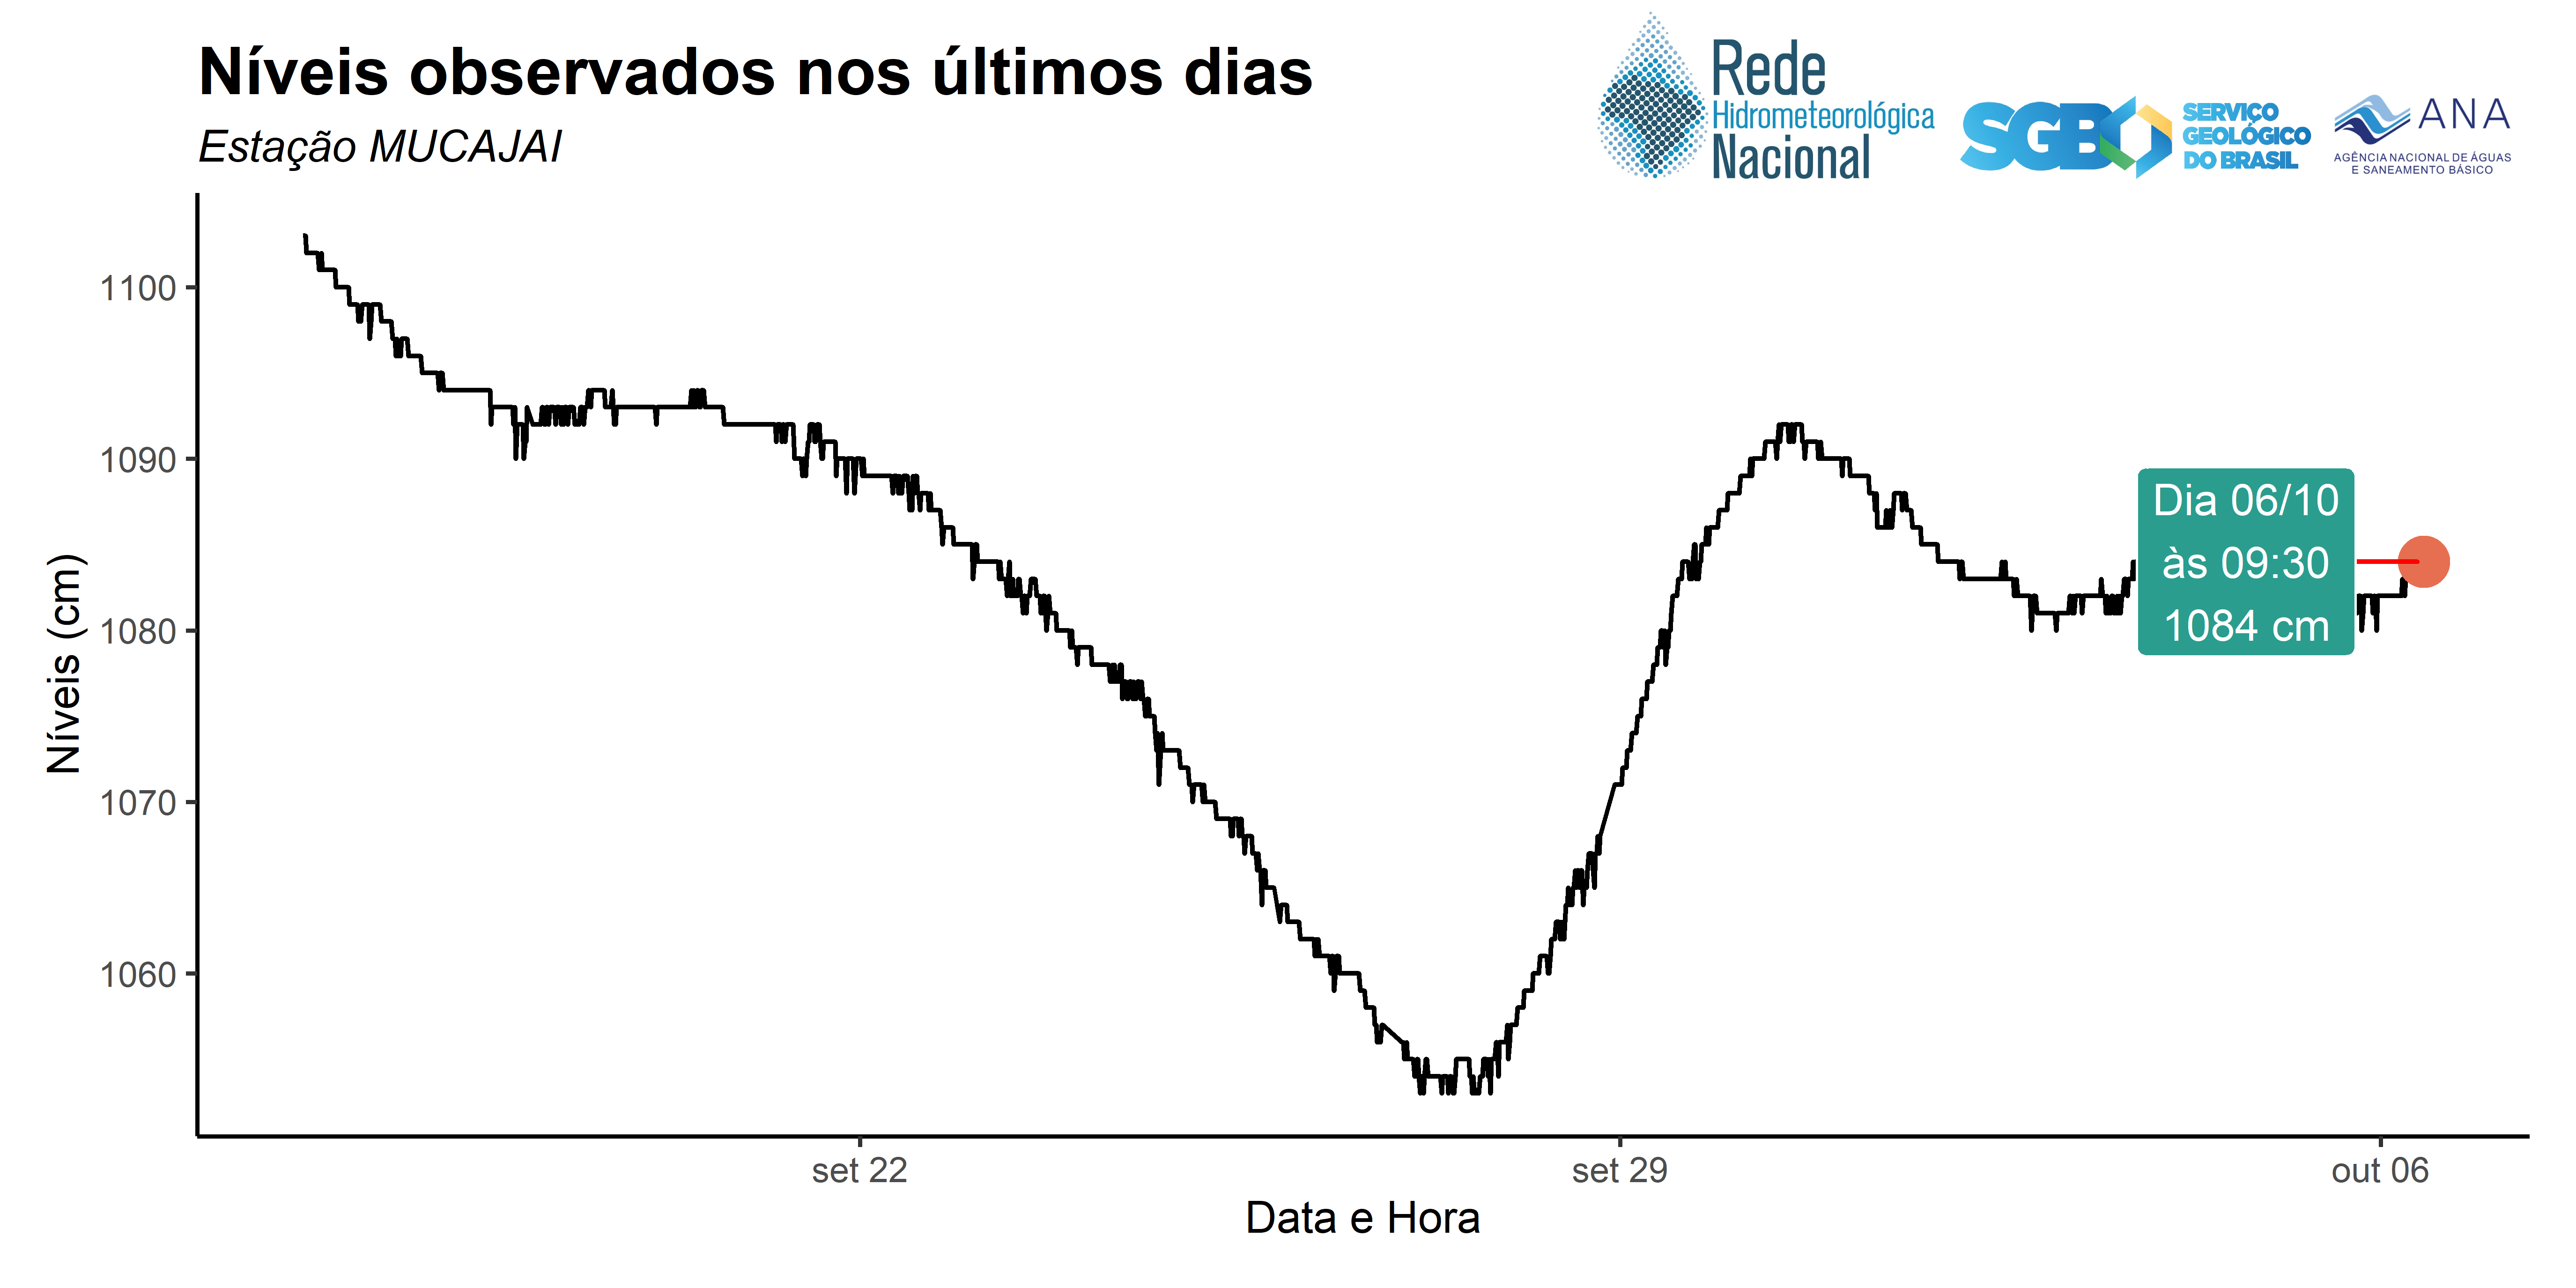 Níveis observados nos últimos dias
Estação MUCAJAI
Rede
Hidrometeorológica
Nacional
SGB
SERVIÇO
GEOLÓGICO
DO BRASIL
ANA
AGÊNCIA NACIONAL DE ÁGUAS
E SANEAMENTO BÁSICO
Níveis (cm)
1100
1090
1080
1070
1060
Dia 06/10
às 09:30
1084 cm
set 22
set 29
out 06
Data e Hora